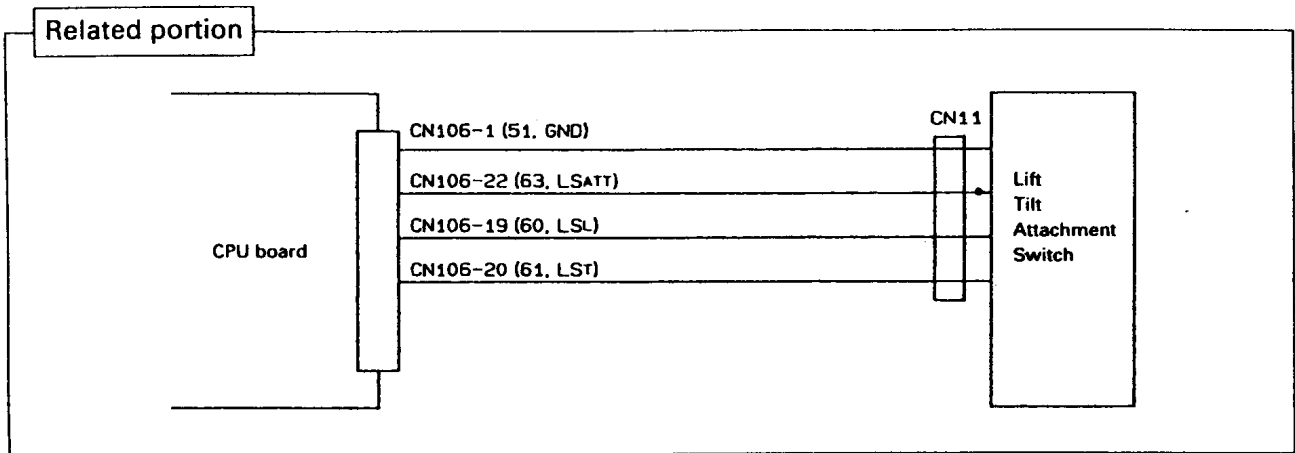 Related portion
CN106-1 (51, GND)
CN11
CN106-22 (63, LSATT)
CN106-19 (60, LSL)
CN106-20 (61, LST)
CPU board
Lift
Tilt
Attachment
Switch